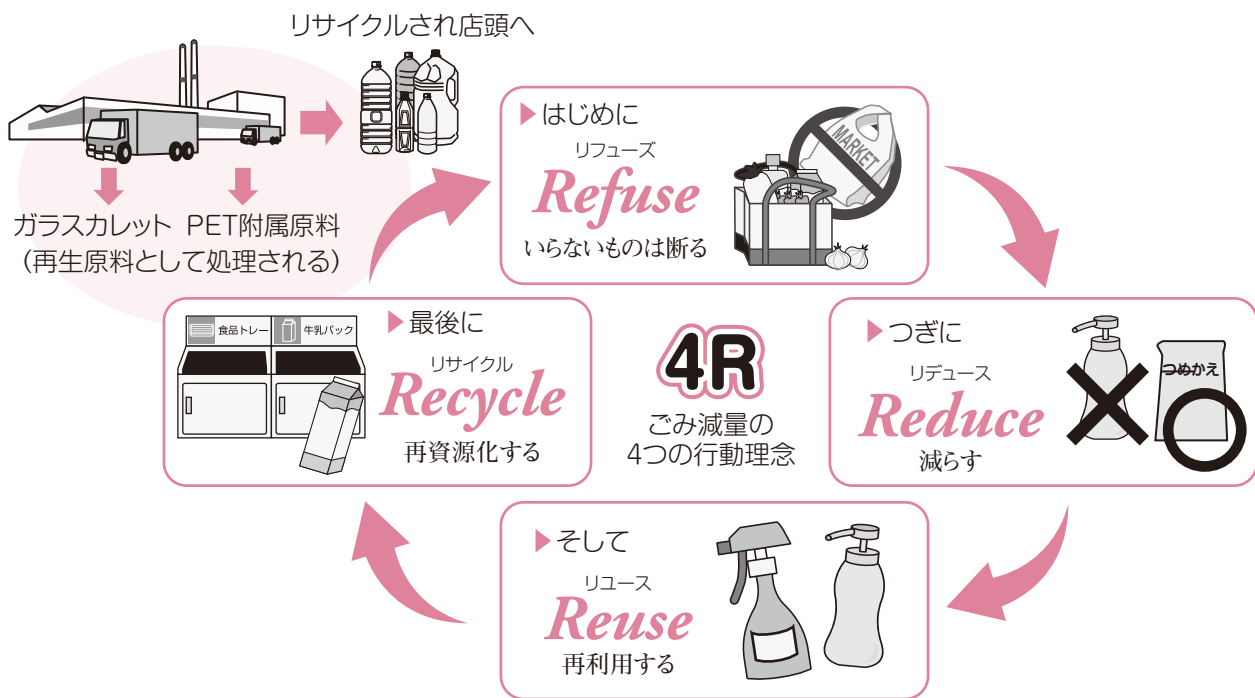 リサイクルされ店頭へ
ガラスカレット PET附属原料
（再生原料として処理される）
▶はじめに
リフューズ
Refuse
いらないものは断る
MARKET
▶つぎに
リデュース
Reduce
減らす
つめかえ
▶そして
リユース
Reuse
再利用する
▶最後に
リサイクル
Recycle
再資源化する
食品トレー
牛乳パック
4R
ごみ減量の
4つの行動理念